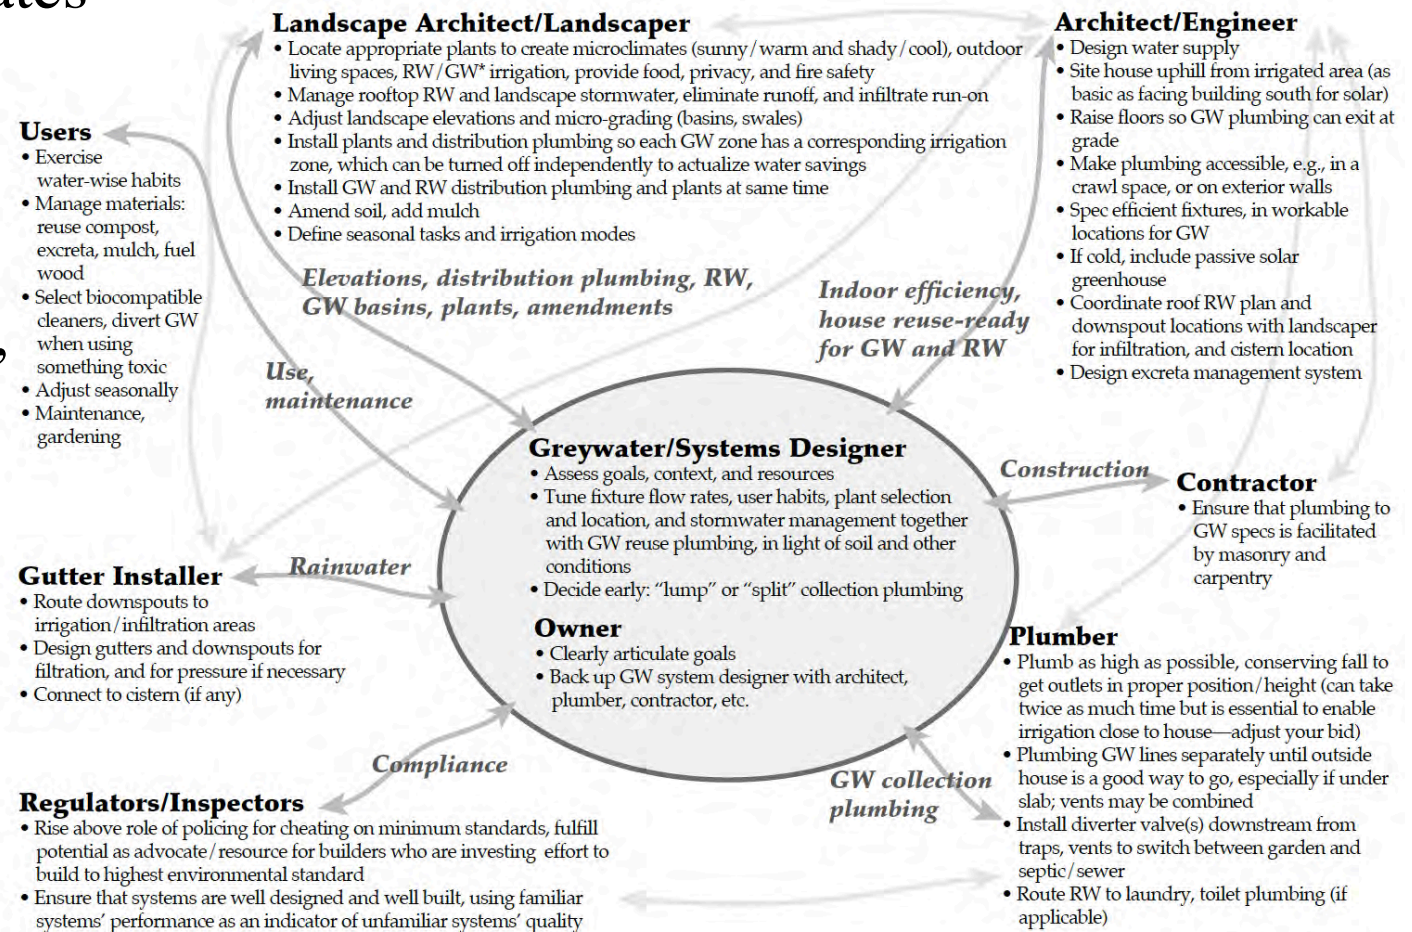 ates
,
Landscape Architect/Landscaper
• Locate appropriate plants to create microclimates (sunny/warm and shady/cool), outdoor
living spaces, RW/GW* irrigation, provide food, privacy, and fire safety
• Manage rooftop RW and landscape stormwater, eliminate runoff, and infiltrate run-on
• Adjust landscape elevations and micro-grading (basins, swales)
• Install plants and distribution plumbing so each GW zone has a corresponding irrigation
zone, which can be turned off independently to actualize water savings
• Install GW and RW distribution plumbing and plants at same time
• Amend soil, add mulch
• Define seasonal tasks and irrigation modes
Architect/Engineer
• Design water supply
• Site house uphill from irrigated area (as
basic as facing building south for solar)
• Raise floors so GW plumbing can exit at
grade
• Make plumbing accessible, e.g., in a
crawl space, or on exterior walls
• Spec efficient fixtures, in workable
locations for GW
• If cold, include passive solar
greenhouse
• Coordinate roof RW plan and
downspout locations with landscaper
for infiltration, and cistern location
• Design excreta management system
Users
• Exercise
water-wise habits
• Manage materials:
reuse compost,
excreta, mulch, fuel
wood
• Select biocompatible
cleaners, divert GW
when using
something toxic
• Adjust seasonally
• Maintenance,
gardening
Elevations, distribution plumbing, RW,
GW basins, plants, amendments
Indoor efficiency,
house reuse-ready
for GW and RW
Use,
maintenance
Greywater/Systems Designer
• Assess goals, context, and resources
• Tune fixture flow rates, user habits, plant selection
and location, and stormwater management together
with GW reuse plumbing, in light of soil and other
conditions
• Decide early: “lump” or “split” collection plumbing
Owner
• Clearly articulate goals
• Back up GW system designer with architect,
plumber, contractor, etc.
Construction
Contractor
• Ensure that plumbing to
GW specs is facilitated
by masonry and
carpentry
Rainwater
Gutter Installer
• Route downspouts to
irrigation/infiltration areas
• Design gutters and downspouts for
filtration, and for pressure if necessary
• Connect to cistern (if any)
Plumber
• Plumb as high as possible, conserving fall to
get outlets in proper position/height (can take
twice as much time but is essential to enable
irrigation close to house—adjust your bid)
• Plumbing GW lines separately until outside
house is a good way to go, especially if under
slab; vents may be combined
• Install diverter valve(s) downstream from
traps, vents to switch between garden and
septic/sewer
• Route RW to laundry, toilet plumbing (if
applicable)
Compliance
GW collection
plumbing
Regulators/Inspectors
• Rise above role of policing for cheating on minimum standards, fulfill
potential as advocate/resource for builders who are investing effort to
build to highest environmental standard
• Ensure that systems are well designed and well built, using familiar
systems’ performance as an indicator of unfamiliar systems’ quality